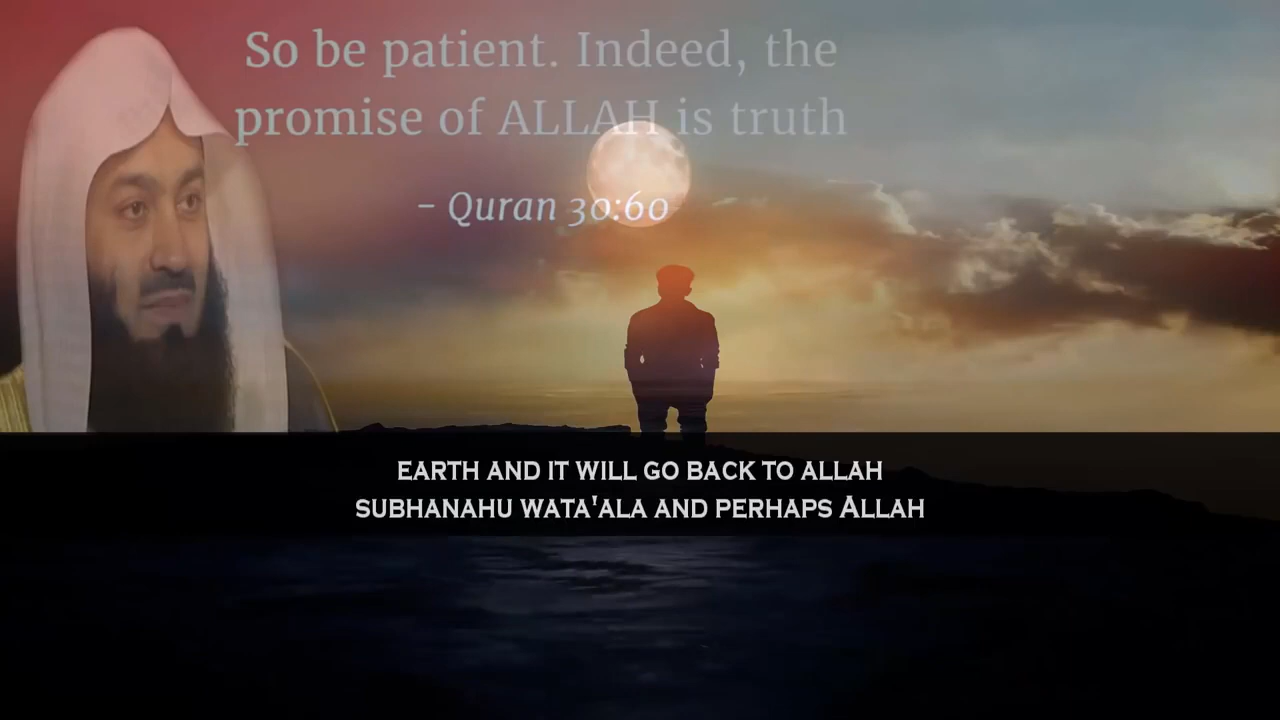 So be patient. Indeed, the
promise of ALLAH is truth
– Quran 30:60
EARTH AND IT WILL GO BACK TO ALLAH
SUBHANAHU WATA'ALA AND PERHAPS ALLAH